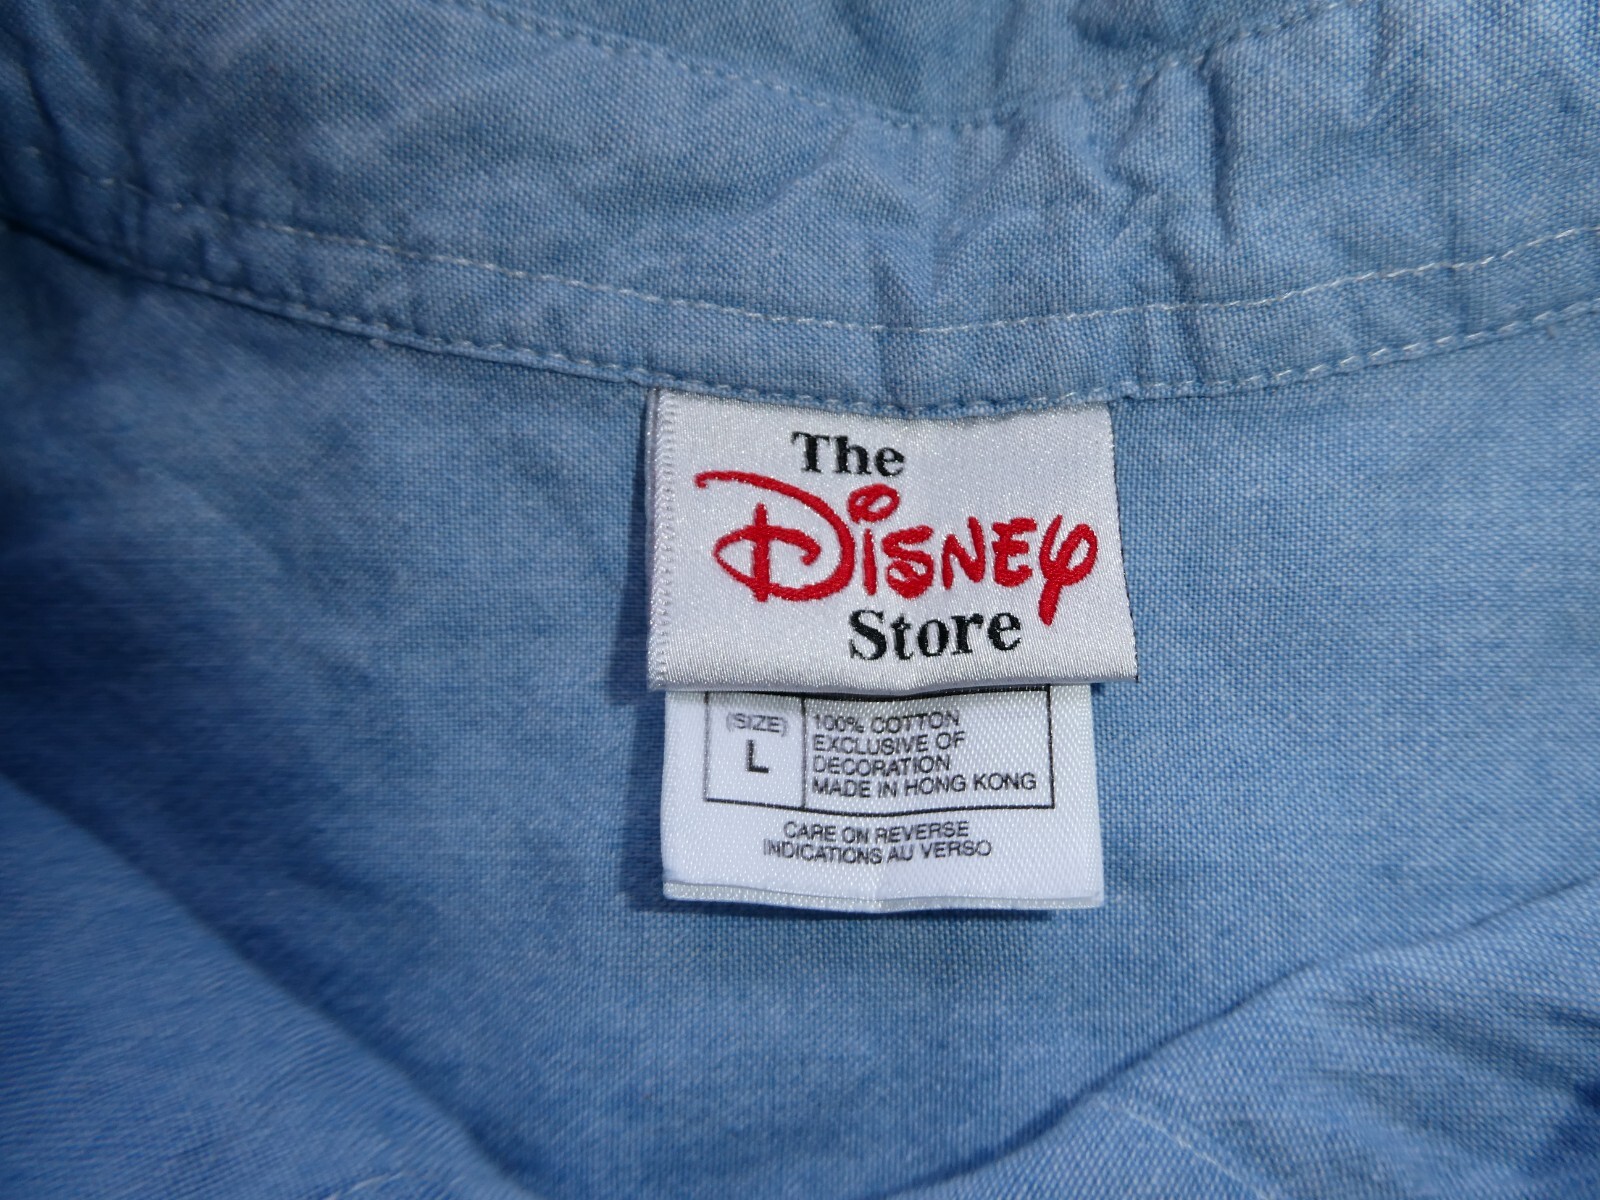 The
Disney
Store
(SIZE)
L
100% COTTON
EXCLUSIVE OF
DECORATION
MADE IN HONG KONG
CARE ON REVERSE
INDICATIONS AU VERSO